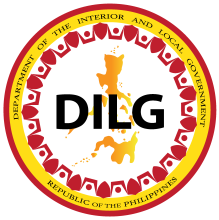 DEPARTMENT OF THE INTERIOR AND LOCAL GOVERNMENT
DILG
REPUBLIC OF THE PHILIPPINES